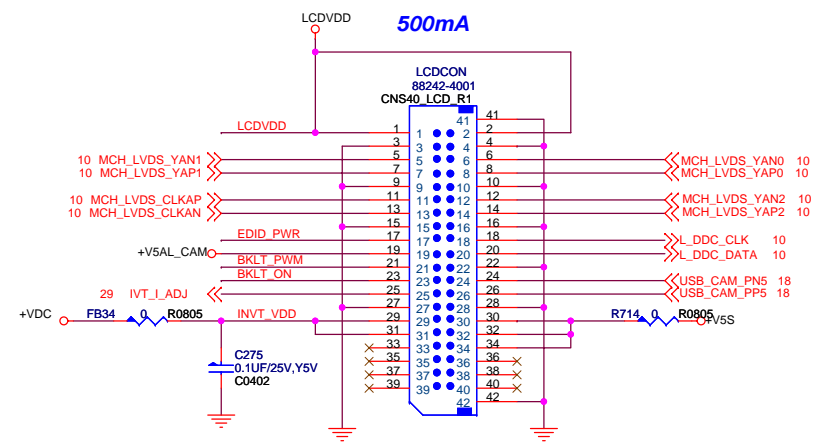 LCDVDD
500mA
LCDCON
88242-4001
CNS40_LCD_R1
41 41
LCDVDD 1 1 2 2
3 3 4 4
10 MCH_LVDS_YAN1 5 5 6 6 MCH_LVDS_YAN0 10
10 MCH_LVDS_YAP1 7 7 8 8 MCH_LVDS_YAP0 10
9 9 10 10
10 MCH_LVDS_CLKAP 11 11 12 12 MCH_LVDS_YAN2 10
10 MCH_LVDS_CLKAN 13 13 14 14 MCH_LVDS_YAP2 10
15 15 16 16
EDID_PWR 17 17 18 18 L_DDC_CLK 10
+V5AL_CAM 19 19 20 20 L_DDC_DATA 10
BKLT_PWM 21 21 22 22
BKLT_ON 23 23 24 24 USB_CAM_PN5 18
29 IVT_I_ADJ 25 25 26 26 USB_CAM_PP5 18
27 27 28 28
+VDC FB34 0 R0805 INVT_VDD 29 29 30 30 R714 0 R0805 +V5S
31 31 32 32
33 33 34 34
35 35 36 36
37 37 38 38
39 39 40 40
42 42
C275
0.1UF/25V,Y5V
C0402